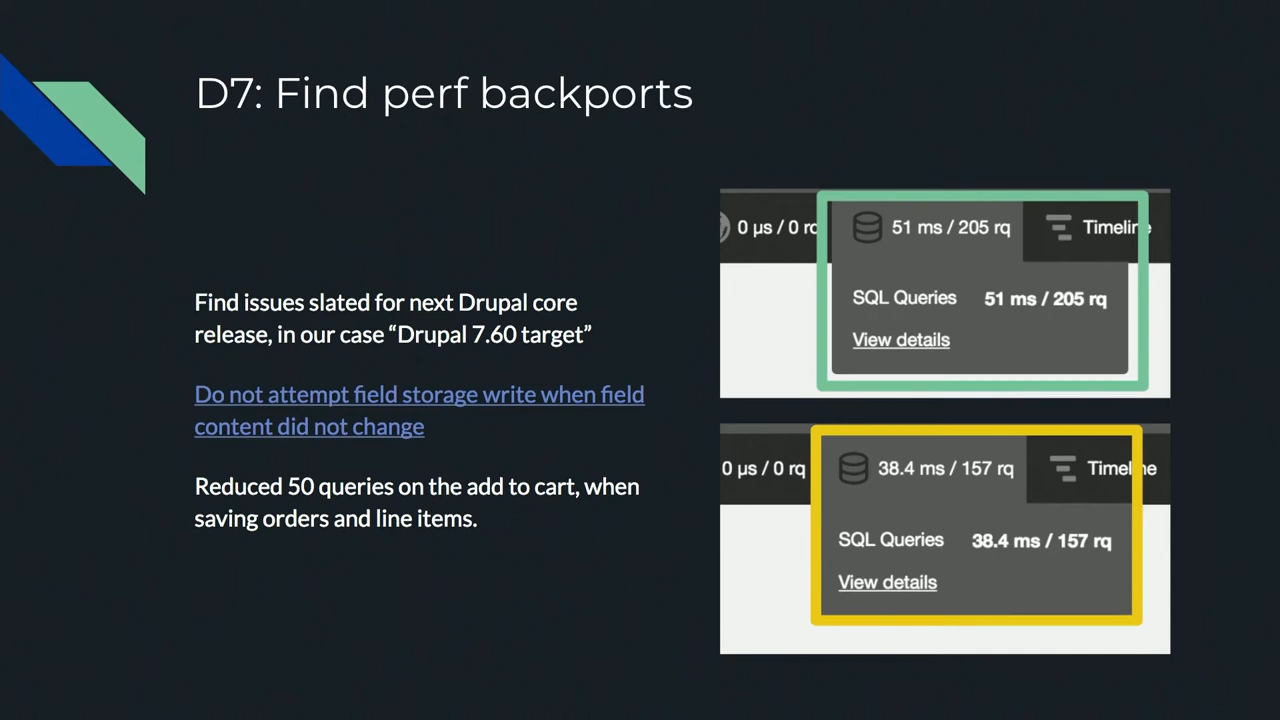 D7: Find perf backports
Find issues slated for next Drupal core
release, in our case “Drupal 7.60 target”
Do not attempt field storage write when field
content did not change
Reduced 50 queries on the add to cart, when
saving orders and line items.
0 µs / 0 rq
51 ms / 205 rq
Timeline
SQL Queries 51 ms / 205 rq
View details
0 µs / 0 rq
38.4 ms / 157 rq
Timeline
SQL Queries 38.4 ms / 157 rq
View details